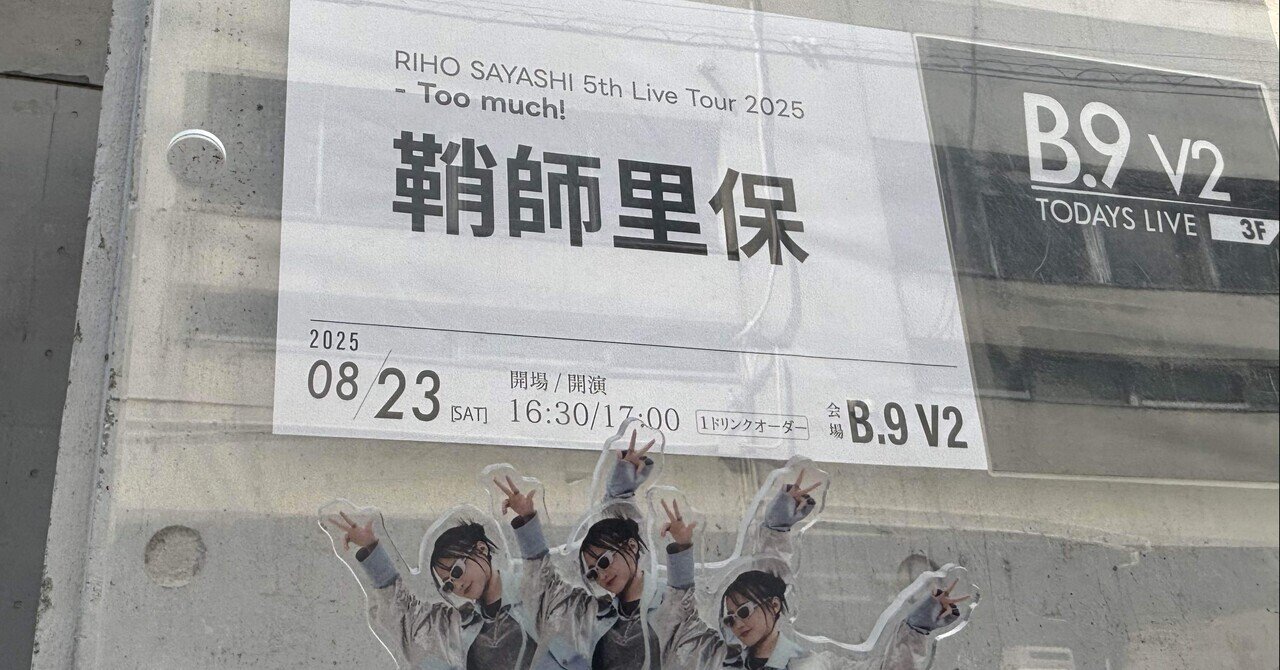 RIHO SAYASHI 5th Live Tour 2025
- Too much!
鞘師里保
2025
08/23 [SAT]
開場 / 開演
16:30/17:00
1ドリンクオーダー
会場 B.9 V2
B.9 V2
TODAYS LIVE 3F